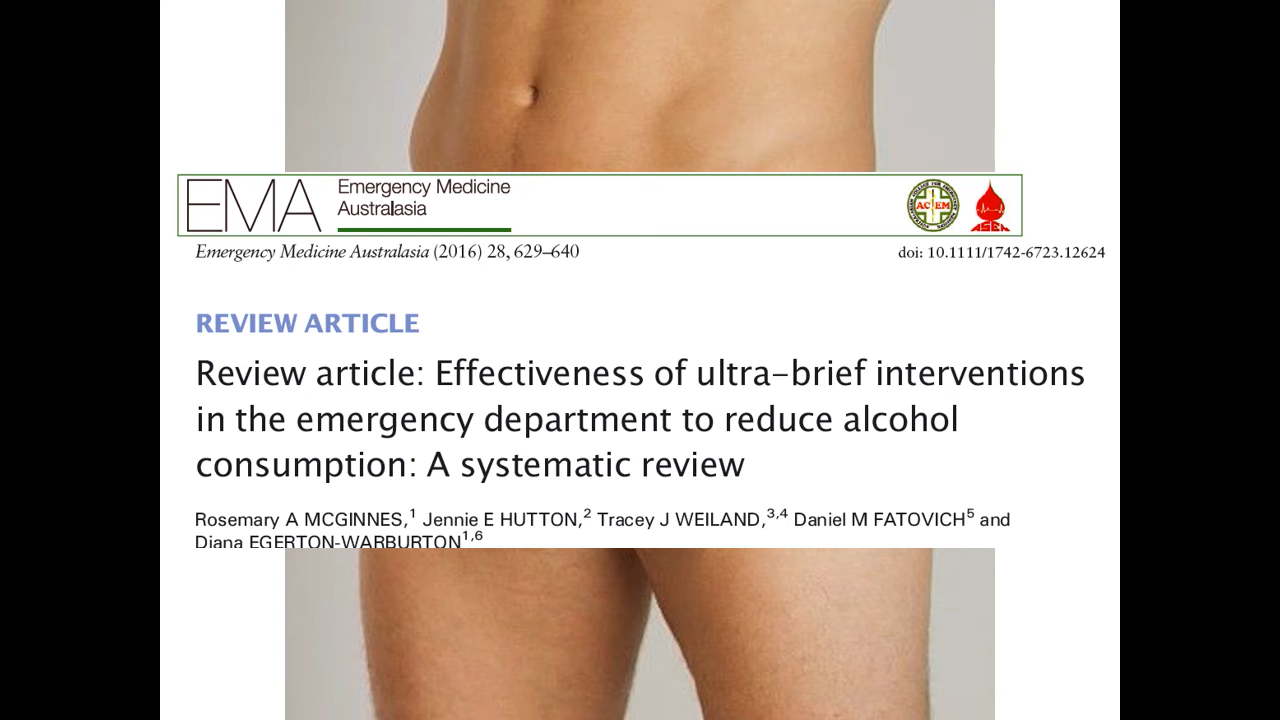 EMA
Emergency Medicine
Australasia
ACEM
ASEM
Emergency Medicine Australasia (2016) 28, 629–640
doi: 10.1111/1742-6723.12624
REVIEW ARTICLE
Review article: Effectiveness of ultra-brief interventions
in the emergency department to reduce alcohol
consumption: A systematic review
Rosemary A MCGINNES,1 Jennie E HUTTON,2 Tracey J WEILAND,3,4 Daniel M FATOVICH5 and
Diana EGERTON-WARBURTON1,6